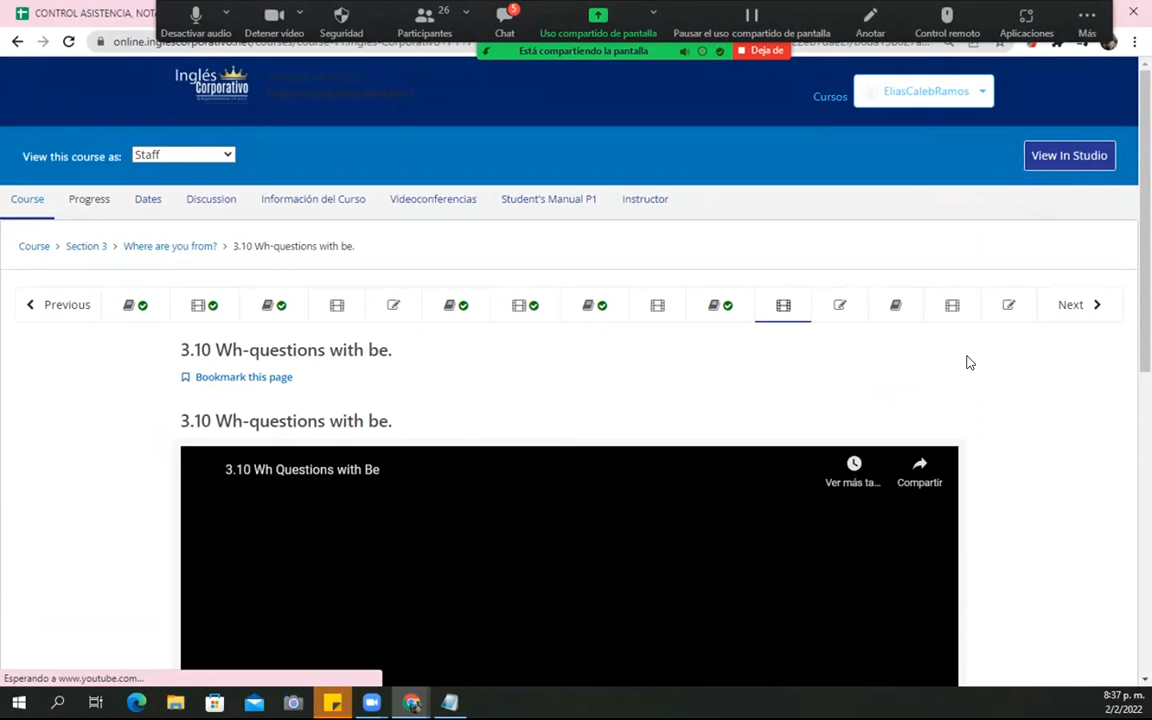 CONTROL ASISTENCIA, NOTA
Desactivar audio
Detener video
Seguridad
26
Participantes
5
Chat
Uso compartido de pantalla
Pausar el uso compartido de pantalla
Anotar
Control remoto
Aplicaciones
Más
Está compartiendo la pantalla
Deja de
Inglés
Corporativo
Cursos
EliasCalebRamos
View this course as:
Staff
View In Studio
Course
Progress
Dates
Discussion
Información del Curso
Videoconferencias
Student's Manual P1
Instructor
Course > Section 3 > Where are you from? > 3.10 Wh-questions with be.
Previous
Next
3.10 Wh-questions with be.
Bookmark this page
3.10 Wh-questions with be.
3.10 Wh Questions with Be
Ver más ta...
Compartir
Esperando a www.youtube.com...
8:37 p. m.
2/2/2022